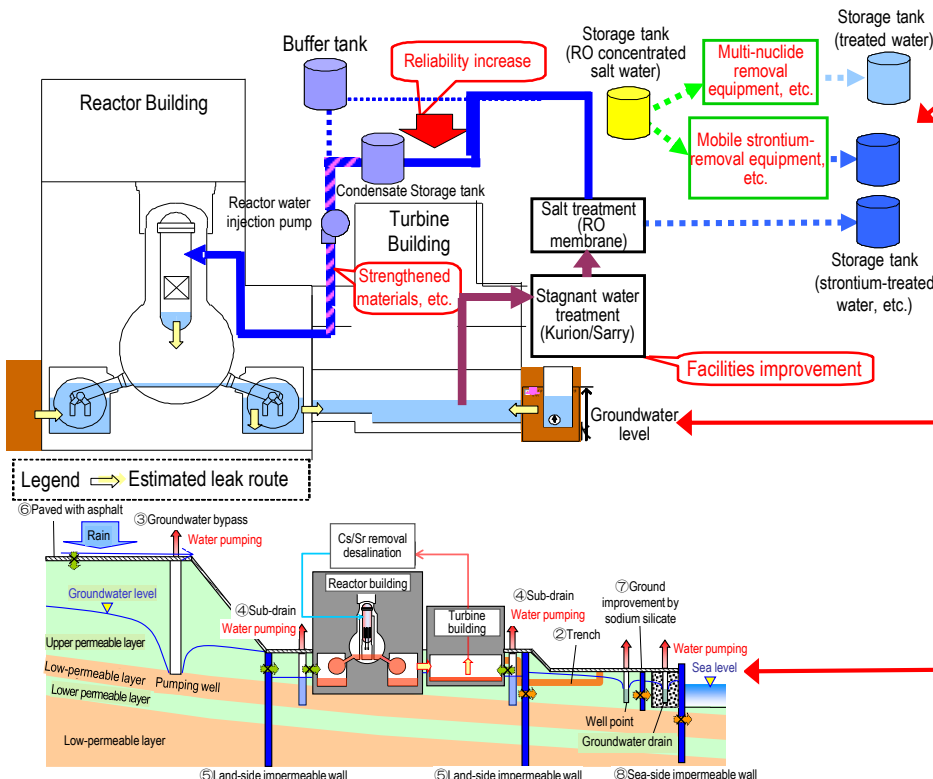 Buffer tank
Reliability increase
Storage tank
(RO concentrated
salt water)
Multi-nuclide
removal
equipment, etc.
Storage tank
(treated water)
Reactor Building
Mobile strontium-
removal equipment,
etc.
Condensate Storage tank
Reactor water
injection pump
Turbine
Building
Salt treatment
(RO
membrane)
Strengthened
materials, etc.
Stagnant water
treatment
(Kurion/Sarry)
Storage tank
(strontium-treated
water, etc.)
Facilities improvement
Groundwater
level
Legend
Estimated leak route
⑥Paved with asphalt
③Groundwater bypass
Rain
Water pumping
Cs/Sr removal
desalination
Reactor building
Groundwater level
④Sub-drain
Water pumping
④Sub-drain
Water pumping
⑦Ground
improvement by
sodium silicate
Turbine
building
②Trench
Water pumping
Sea level
Upper permeable layer
Low-permeable layer
Pumping well
Lower permeable layer
Well point
Groundwater drain
Low-permeable layer
⑤Land-side impermeable wall
⑤Land-side impermeable wall
⑧Sea-side impermeable wall